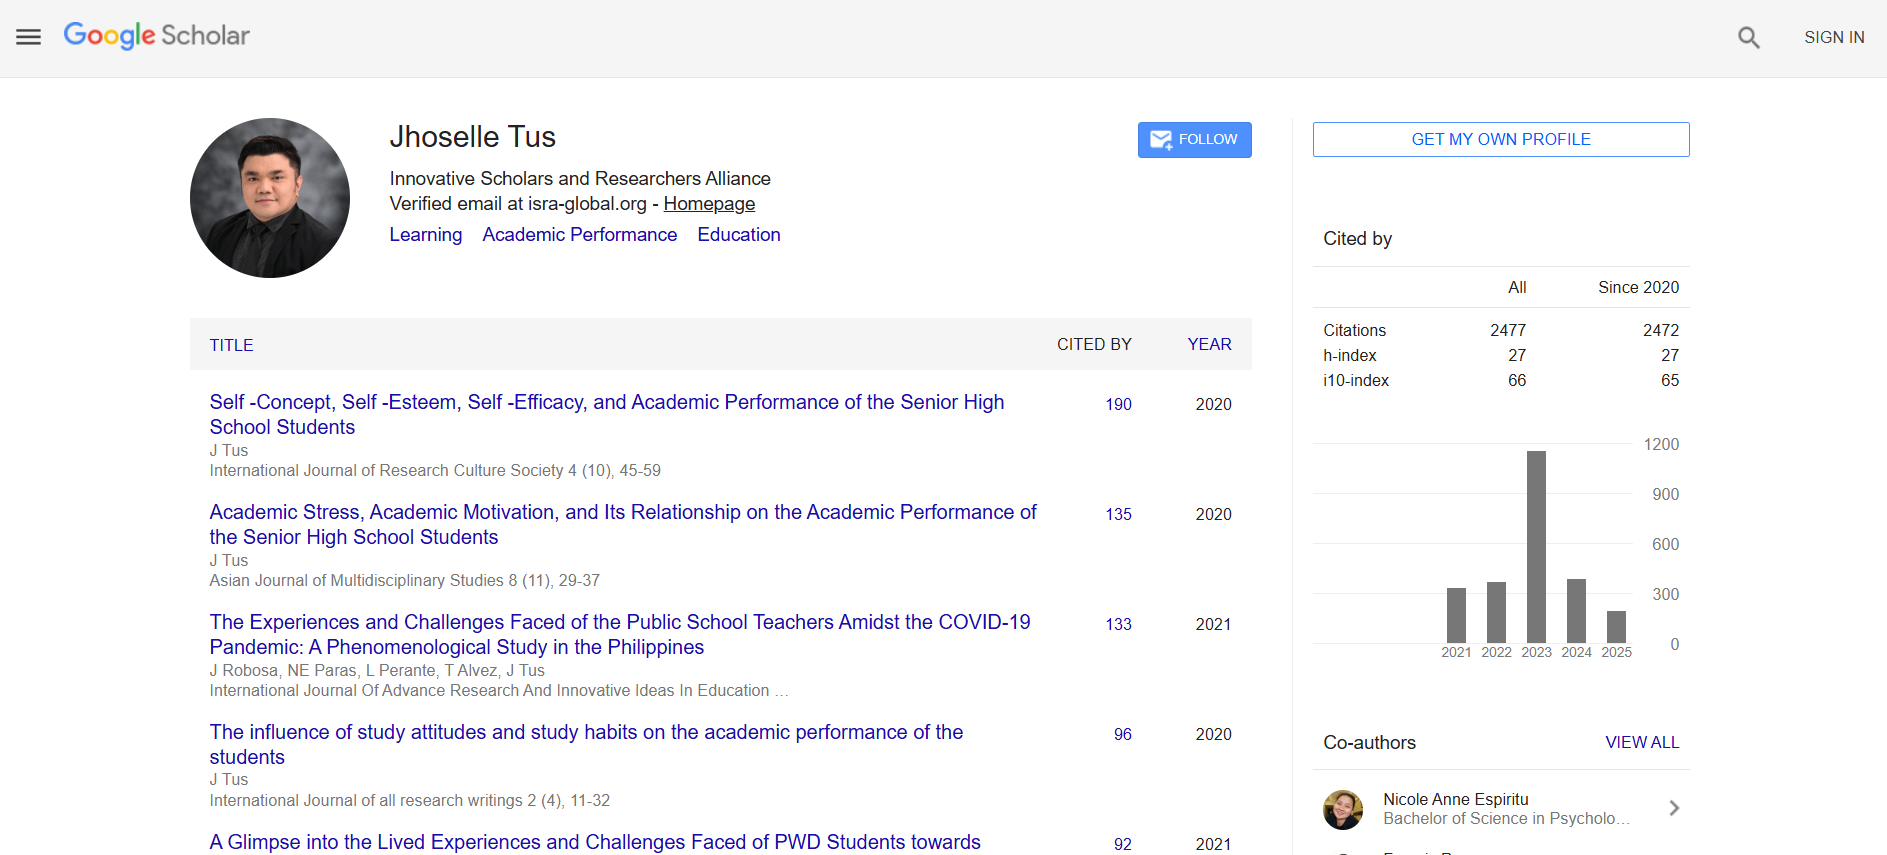 Google Scholar
SIGN IN
Jhoselle Tus
FOLLOW
Innovative Scholars and Researchers Alliance
Verified email at isra-global.org - Homepage
Learning Academic Performance Education
TITLE CITED BY YEAR
Self -Concept, Self -Esteem, Self -Efficacy, and Academic Performance of the Senior High 190 2020
School Students
J Tus
International Journal of Research Culture Society 4 (10), 45-59
Academic Stress, Academic Motivation, and Its Relationship on the Academic Performance of 135 2020
the Senior High School Students
J Tus
Asian Journal of Multidisciplinary Studies 8 (11), 29-37
The Experiences and Challenges Faced of the Public School Teachers Amidst the COVID-19 133 2021
Pandemic: A Phenomenological Study in the Philippines
J Robosa, NE Paras, L Perante, T Alvez, J Tus
International Journal Of Advance Research And Innovative Ideas In Education …
The influence of study attitudes and study habits on the academic performance of the 96 2020
students
J Tus
International Journal of all research writings 2 (4), 11-32
A Glimpse into the Lived Experiences and Challenges Faced of PWD Students towards 92 2021
GET MY OWN PROFILE
Cited by
All Since 2020
Citations 2477 2472
h-index 27 27
i10-index 66 65
1200
900
600
300
0
2021 2022 2023 2024 2025
Co-authors VIEW ALL
Nicole Anne Espiritu
Bachelor of Science in Psycholo…